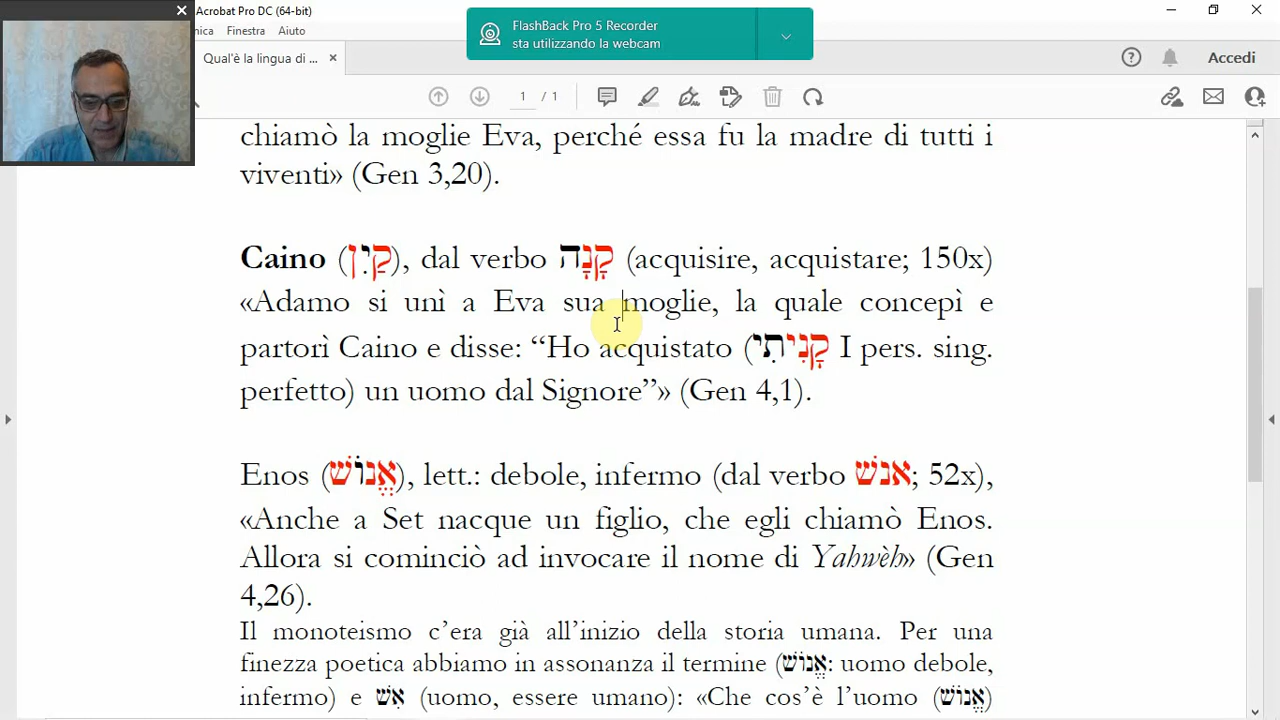 Acrobat Pro DC (64-bit)
Finestra Aiuto
FlashBack Pro 5 Recorder
sta utilizzando la webcam
Qual'è la lingua di ... ×
Accedi
1 / 1
chiamò la moglie Eva, perché essa fu la madre di tutti i
viventi» (Gen 3,20).
Caino (קַיִן), dal verbo קָנָה (acquisire, acquistare; 150x)
«Adamo si unì a Eva sua moglie, la quale concepì e
partorì Caino e disse: “Ho acquistato (קָנִיתִי I pers. sing.
perfetto) un uomo dal Signore”» (Gen 4,1).
Enos (אֱנוֹשׁ), lett.: debole, infermo (dal verbo אנשׁ; 52x),
«Anche a Set nacque un figlio, che egli chiamò Enos.
Allora si cominciò ad invocare il nome di Yahwèh» (Gen
4,26).
Il monoteismo c’era già all’inizio della storia umana. Per una
finezza poetica abbiamo in assonanza il termine (אֱנוֹשׁ: uomo debole,
infermo) e אִשׁ (uomo, essere umano): «Che cos’è l’uomo (אֱנוֹשׁ)